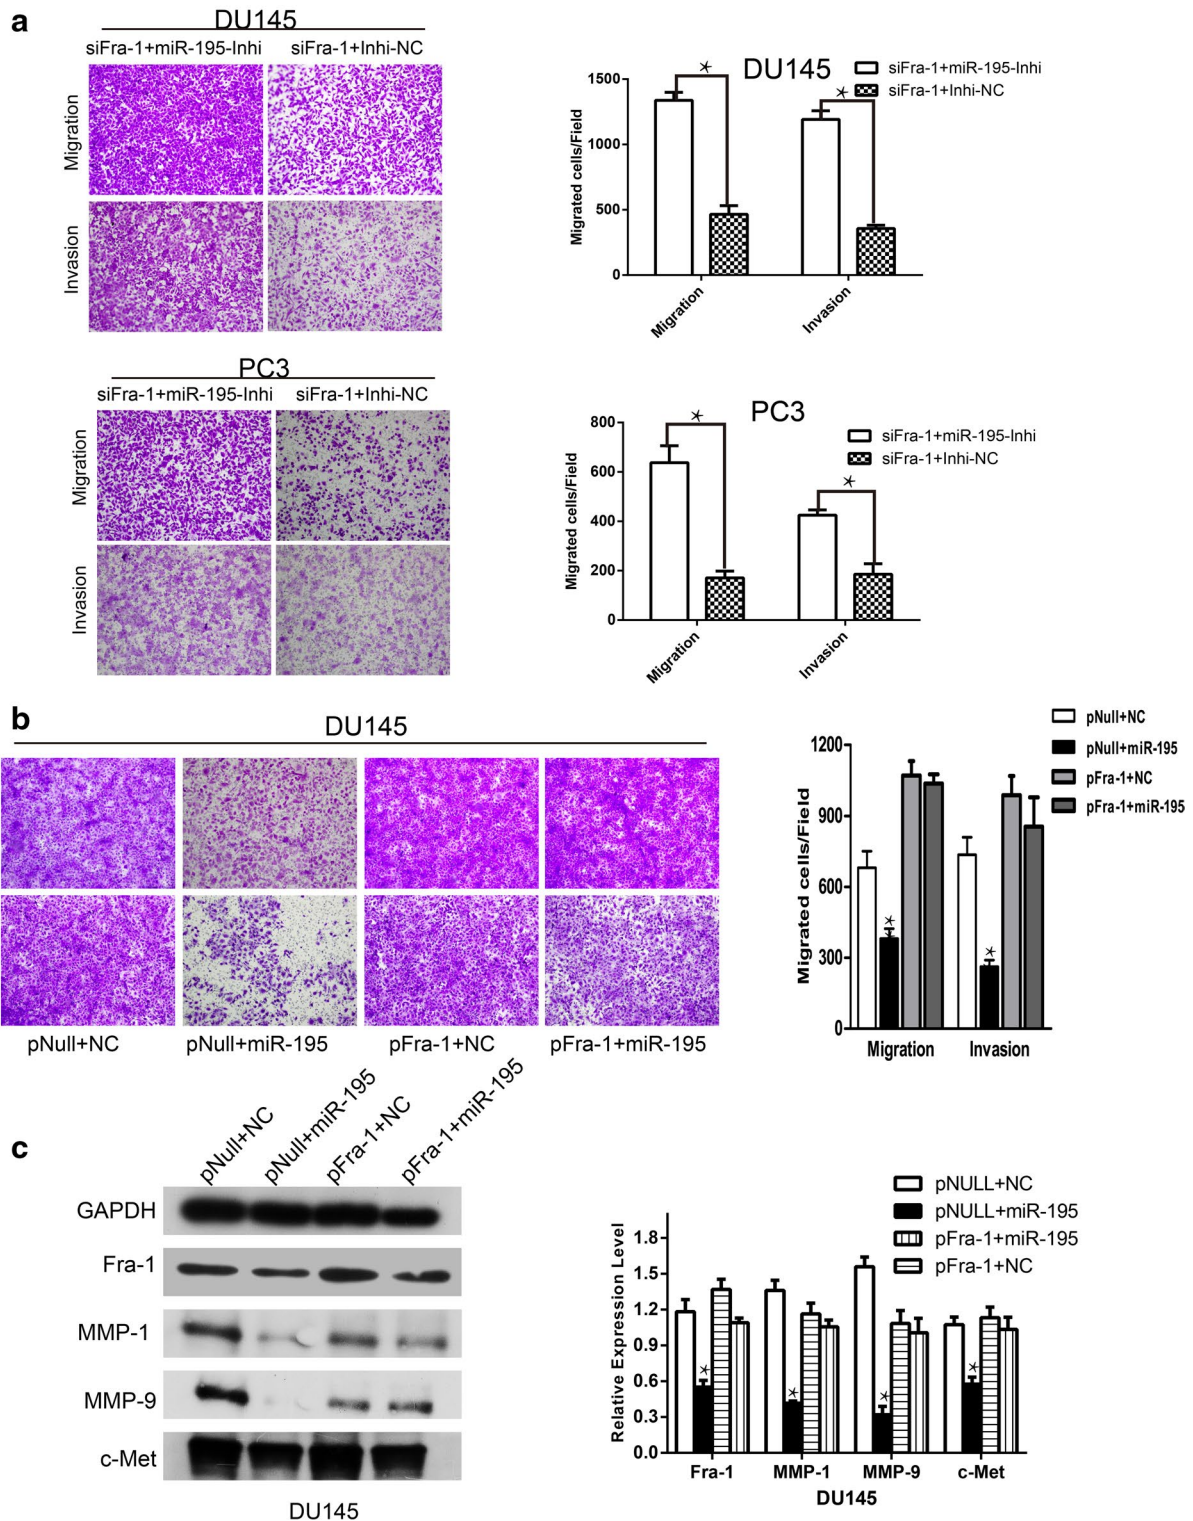 a
DU145
siFra-1+miR-195-Inhi siFra-1+Inhi-NC
Migration
Invasion
DU145
siFra-1+miR-195-Inhi
siFra-1+Inhi-NC
Migrated cells/Field
1500
1000
500
0
Migration
Invasion
PC3
siFra-1+miR-195-Inhi siFra-1+Inhi-NC
Migration
Invasion
PC3
siFra-1+miR-195-Inhi
siFra-1+Inhi-NC
Migrated cells/Field
800
600
400
200
0
Migration
Invasion
b
DU145
pNull+NC pNull+miR-195 pFra-1+NC pFra-1+miR-195
pNull+NC
pNull+miR-195
pFra-1+NC
pFra-1+miR-195
Migrated cells/Field
1200
900
600
300
0
Migration Invasion
c
pNull+NC
pNull+miR-195
pFra-1+NC
pFra-1+miR-195
GAPDH
Fra-1
MMP-1
MMP-9
c-Met
DU145
pNULL+NC
pNULL+miR-195
pFra-1+miR-195
pFra-1+NC
Relative Expression Level
1.8
1.5
1.2
0.9
0.6
0.3
0.0
Fra-1 MMP-1 MMP-9 c-Met
DU145